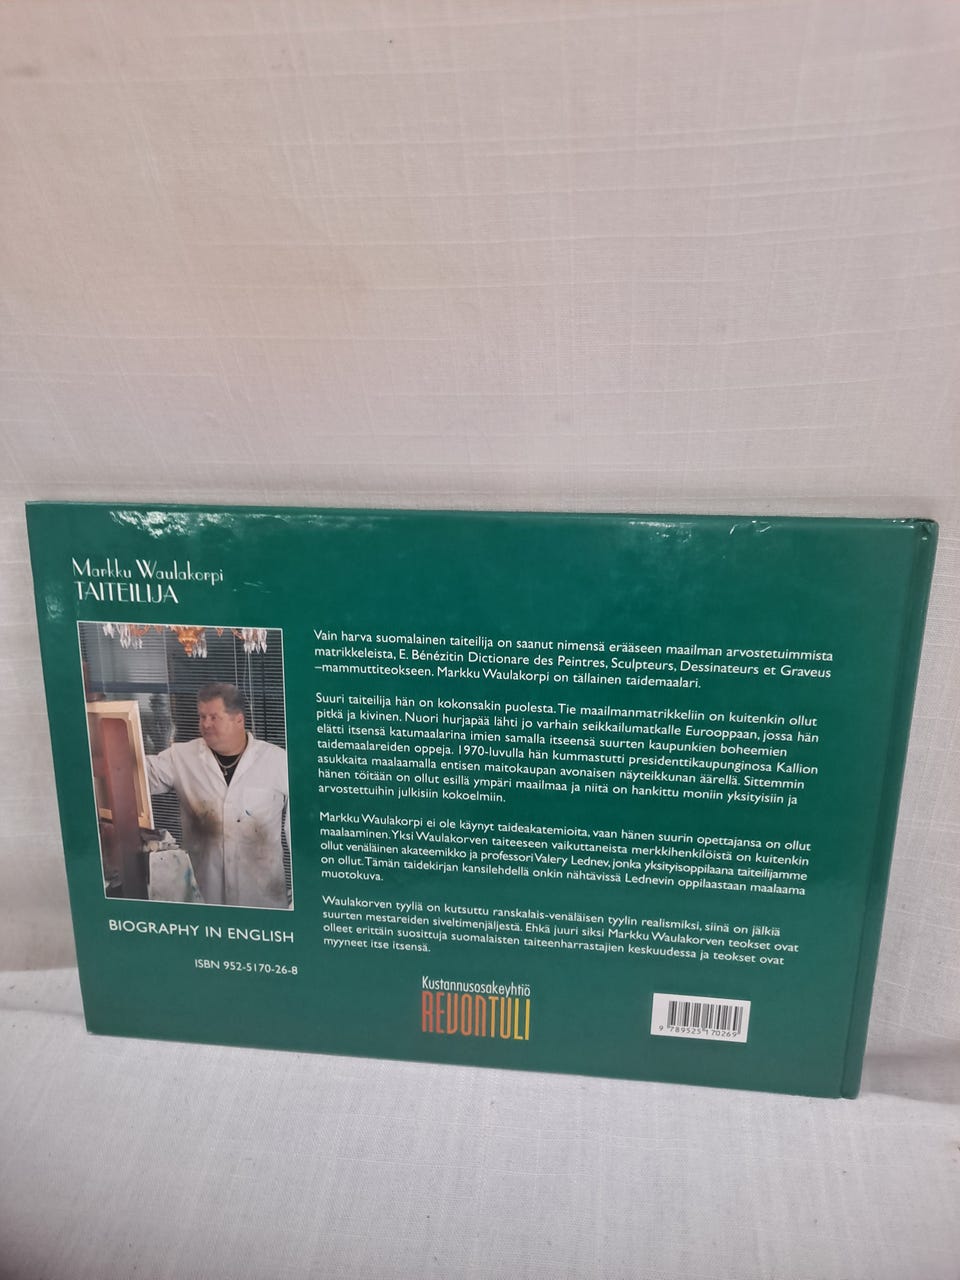 Markku Waulakorpi
TAITEILIJA
Vain harva suomalainen taiteilija on saanut nimensä erääseen maailman arvostetuimmista
matrikkeleista, E. Bénézitin Dictionare des Peintres, Sculpteurs, Dessinateurs et Graveus
–mammuttiteokseen. Markku Waulakorpi on tällainen taidemaalari.
Suuri taiteilija hän on kokonsakin puolesta. Tie maailmanmatrikkeliin on kuitenkin ollut
pitkä ja kivinen. Nuori hurjapää lähti jo varhain seikkailumatkalle Eurooppaan, jossa hän
elätti itsensä katumaalarina imien samalla itseensä suurten kaupunkien boheemien
taidemaalareiden oppeja. 1970-luvulla hän kummastutti presidenttikaupunginosa Kallion
asukkaita maalaamalla entisen maitokaupan avonaisen näyteikkunan äärellä. Sittemmin
hänen töitään on ollut esillä ympäri maailmaa ja niitä on hankittu moniin yksityisiin ja
arvostettuihin julkisiin kokoelmiin.
Markku Waulakorpi ei ole käynyt taideakatemioita, vaan hänen suurin opettajansa on ollut
maalaaminen. Yksi Waulakorven taiteeseen vaikuttaneista merkkihenkilöistä on kuitenkin
ollut venäläinen akateemikko ja professori Valery Lednev, jonka yksityisoppilaana taiteilijamme
on ollut. Tämän taidekirjan kansilehdellä onkin nähtävissä Lednevin oppilaastaan maalaama
muotokuva.
Waulakorven tyyliä on kutsuttu ranskalais-venäläisen tyylin realismiksi, siinä on jälkiä
suurten mestareiden siveltimenjäljestä. Ehkä juuri siksi Markku Waulakorven teokset ovat
olleet erittäin suosittuja suomalaisten taiteenharrastajien keskuudessa ja teokset ovat
myyneet itse itsensä.
BIOGRAPHY IN ENGLISH
ISBN 952-5170-26-8
Kustannusosakeyhtiö
REVONTULI
9 789525 170269